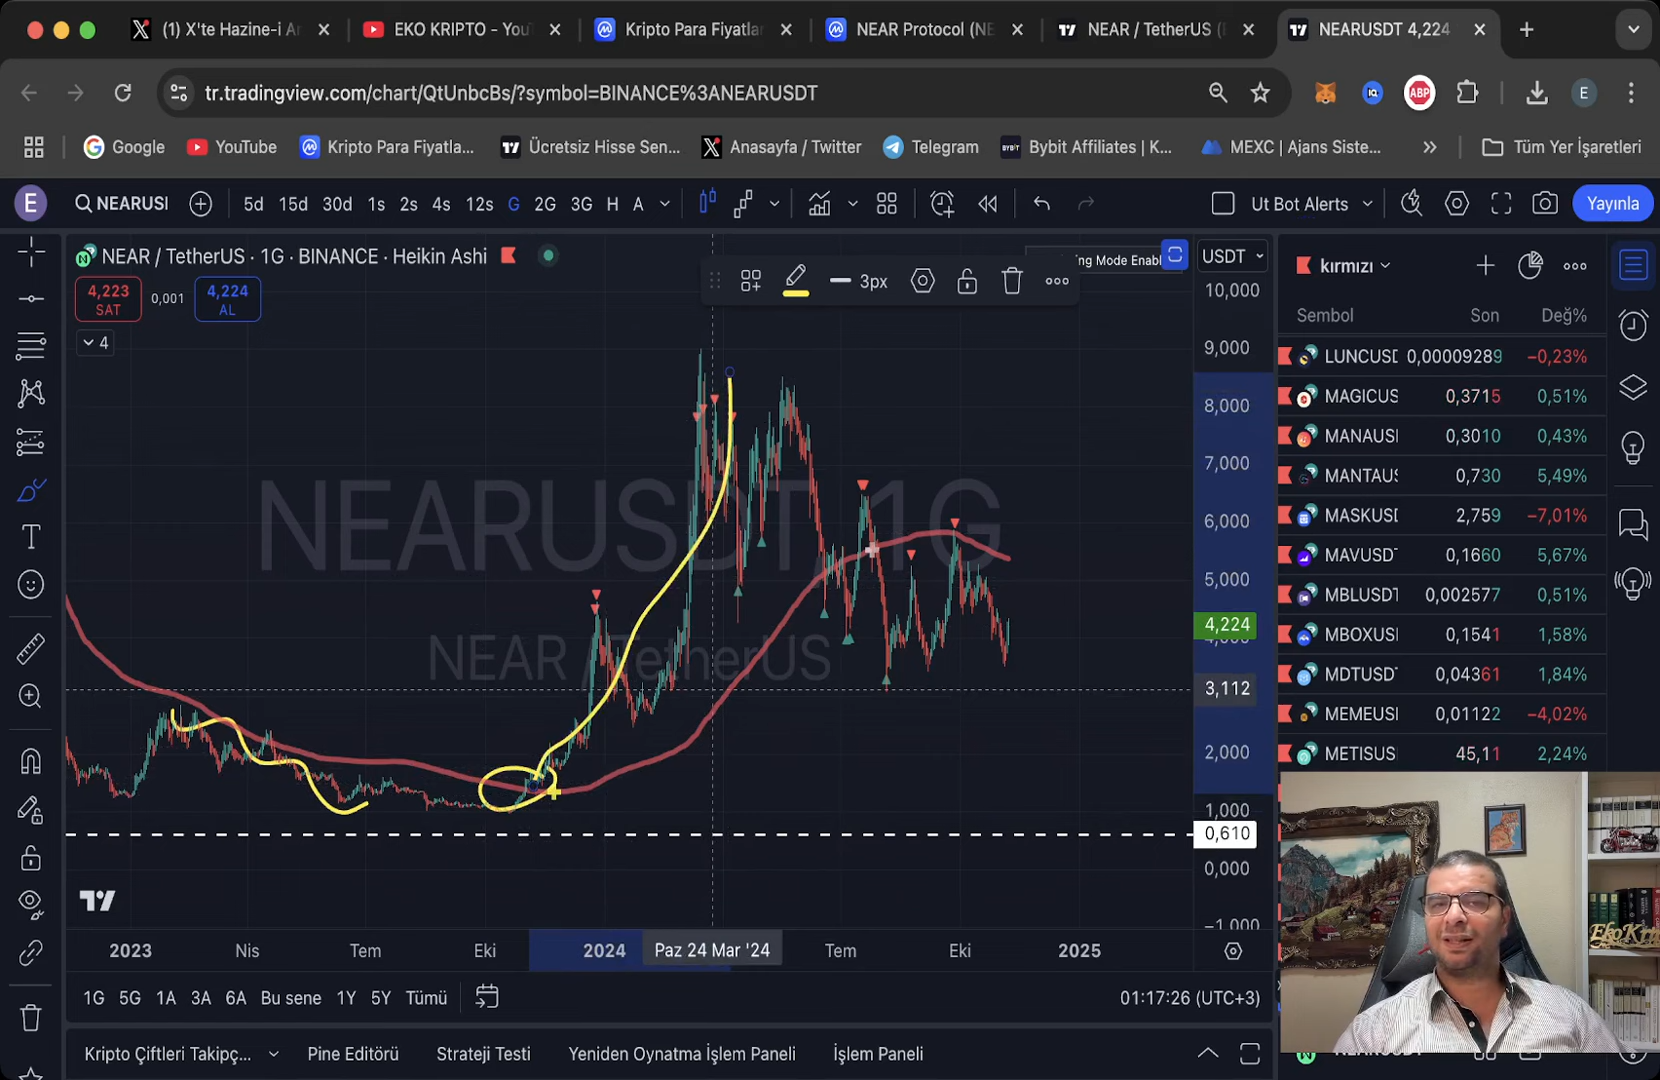 (1) X'te Hazine-i Ar
EKO KRIPTO - You
Kripto Para Fiyatlar
NEAR Protocol (NE
NEAR / TetherUS (
NEARUSDT 4,224
tr.tradingview.com/chart/QtUnbcBs/?symbol=BINANCE%3ANEARUSDT
ABP
E
Google
YouTube
Kripto Para Fiyatla...
Ücretsiz Hisse Sen...
Anasayfa / Twitter
Telegram
Bybit Affiliates | K...
MEXC | Ajans Siste...
Tüm Yer İşaretleri
E
NEARUSI
5d
15d
30d
1s
2s
4s
12s
G
2G
3G
H
A
Ut Bot Alerts
Yayınla
NEAR / TetherUS · 1G · BINANCE · Heikin Ashi
ing Mode Enabl
USDT
4,223
SAT
0,001
4,224
AL
3px
4
NEARUSDT, 1G
NEAR / TetherUS
10,000
9,000
8,000
7,000
6,000
5,000
4,224
3,112
2,000
1,000
0,610
0,000
-1,000
2023
Nis
Tem
Eki
2024
Paz 24 Mar '24
Tem
Eki
2025
1G
5G
1A
3A
6A
Bu sene
1Y
5Y
Tümü
01:17:26 (UTC+3)
Kripto Çiftleri Takipç...
Pine Editörü
Strateji Testi
Yeniden Oynatma İşlem Paneli
İşlem Paneli
kırmızı
Sembol
Son
Değ%
LUNCUSD 0,00009289 −0,23%
MAGICUS 0,3715 0,51%
MANAUSI 0,3010 0,43%
MANTAUS 0,730 5,49%
MASKUSD 2,759 −7,01%
MAVUSDT 0,1660 5,67%
MBLUSDT 0,002577 0,51%
MBOXUSI 0,1541 1,58%
MDTUSDT 0,04361 1,84%
MEMEUSI 0,01122 −4,02%
METISUS 45,11 2,24%